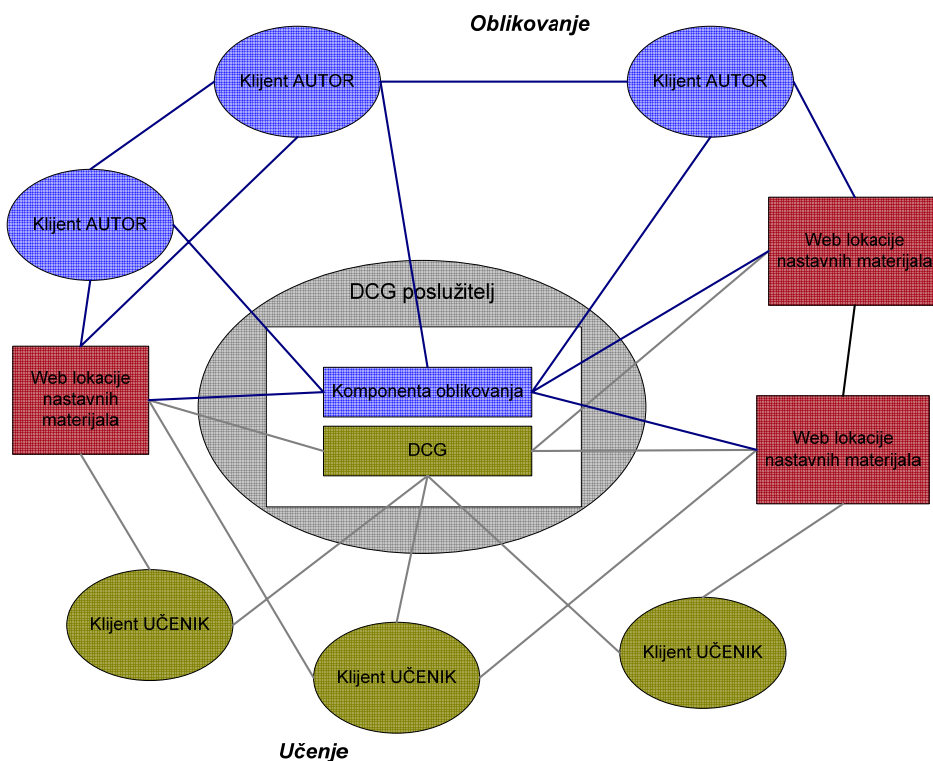 Oblikovanje
Klijent AUTOR
Klijent AUTOR
Klijent AUTOR
Web lokacije
nastavnih materijala
DCG poslužitelj
Web lokacije
nastavnih
materijala
Komponenta oblikovanja
DCG
Web lokacije
nastavnih materijala
Klijent UČENIK
Klijent UČENIK
Klijent UČENIK
Učenje